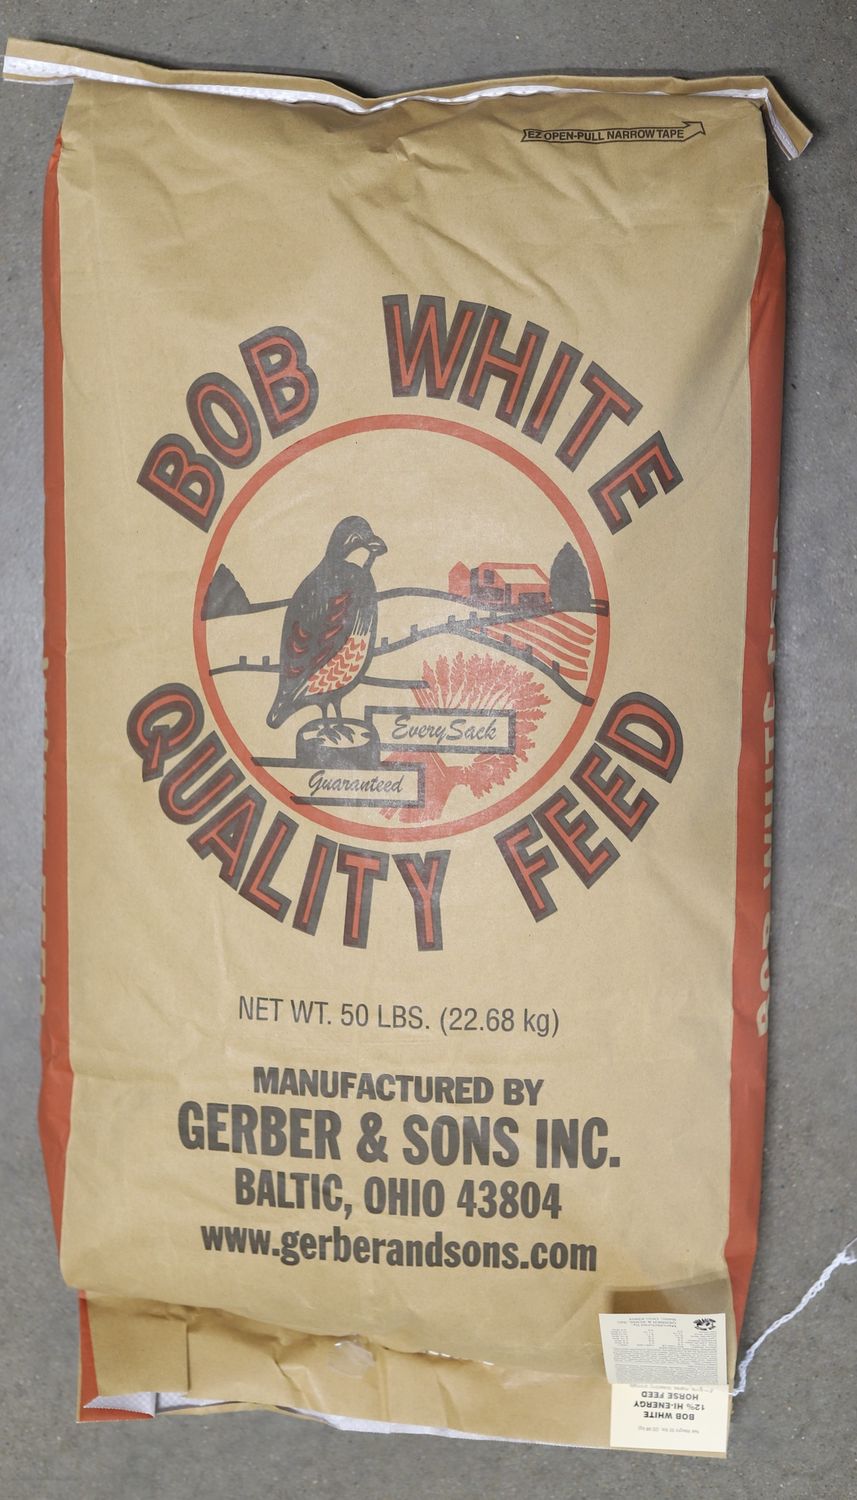 EZ OPEN-PULL NARROW TAPE
BOB WHITE
Every Sack
Guaranteed
QUALITY FEED
NET WT. 50 LBS. (22.68 kg)
MANUFACTURED BY
GERBER & SONS INC.
BALTIC, OHIO 43804
www.gerberandsons.com
BOB WHITE
12% HI-ENERGY
HORSE FEED
BOB WHITE FEED